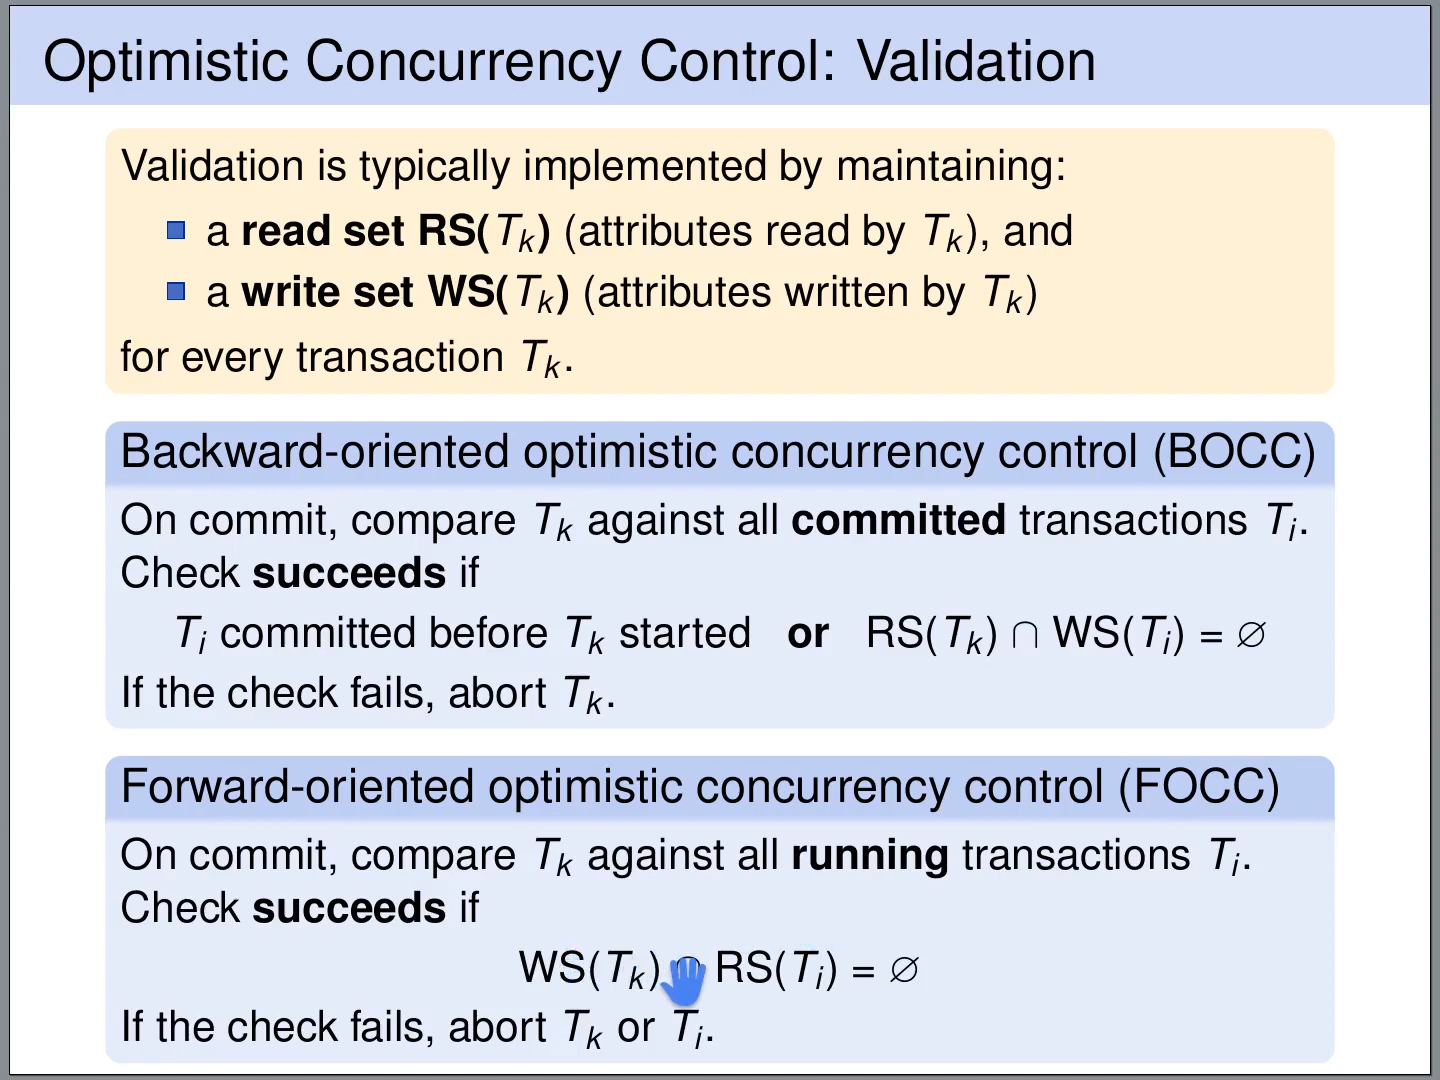 Optimistic Concurrency Control: Validation
Validation is typically implemented by maintaining:
a read set RS(Tk) (attributes read by Tk), and
a write set WS(Tk) (attributes written by Tk)
for every transaction Tk.
Backward-oriented optimistic concurrency control (BOCC)
On commit, compare Tk against all committed transactions Ti.
Check succeeds if
Ti committed before Tk started or RS(Tk) ∩ WS(Ti) = ∅
If the check fails, abort Tk.
Forward-oriented optimistic concurrency control (FOCC)
On commit, compare Tk against all running transactions Ti.
Check succeeds if
WS(Tk) ∩ RS(Ti) = ∅
If the check fails, abort Tk or Ti.